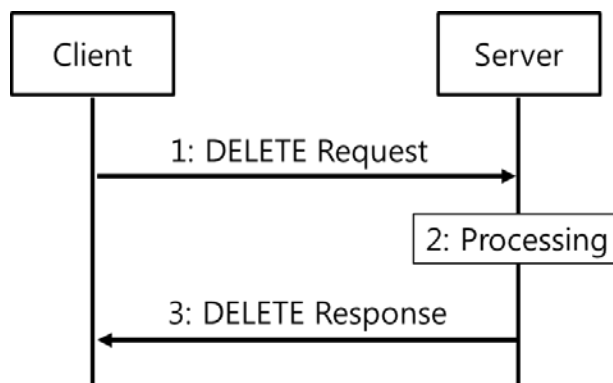 Client
Server
1: DELETE Request
2: Processing
3: DELETE Response